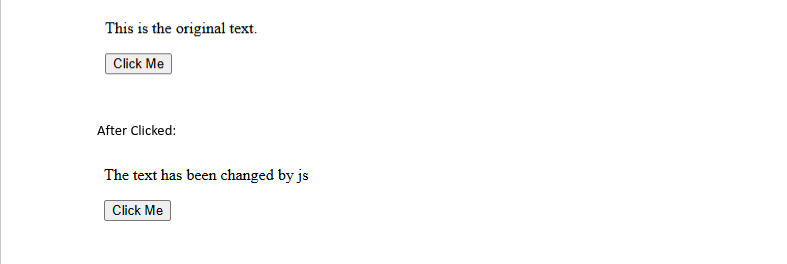 This is the original text.
Click Me
After Clicked:
The text has been changed by js
Click Me